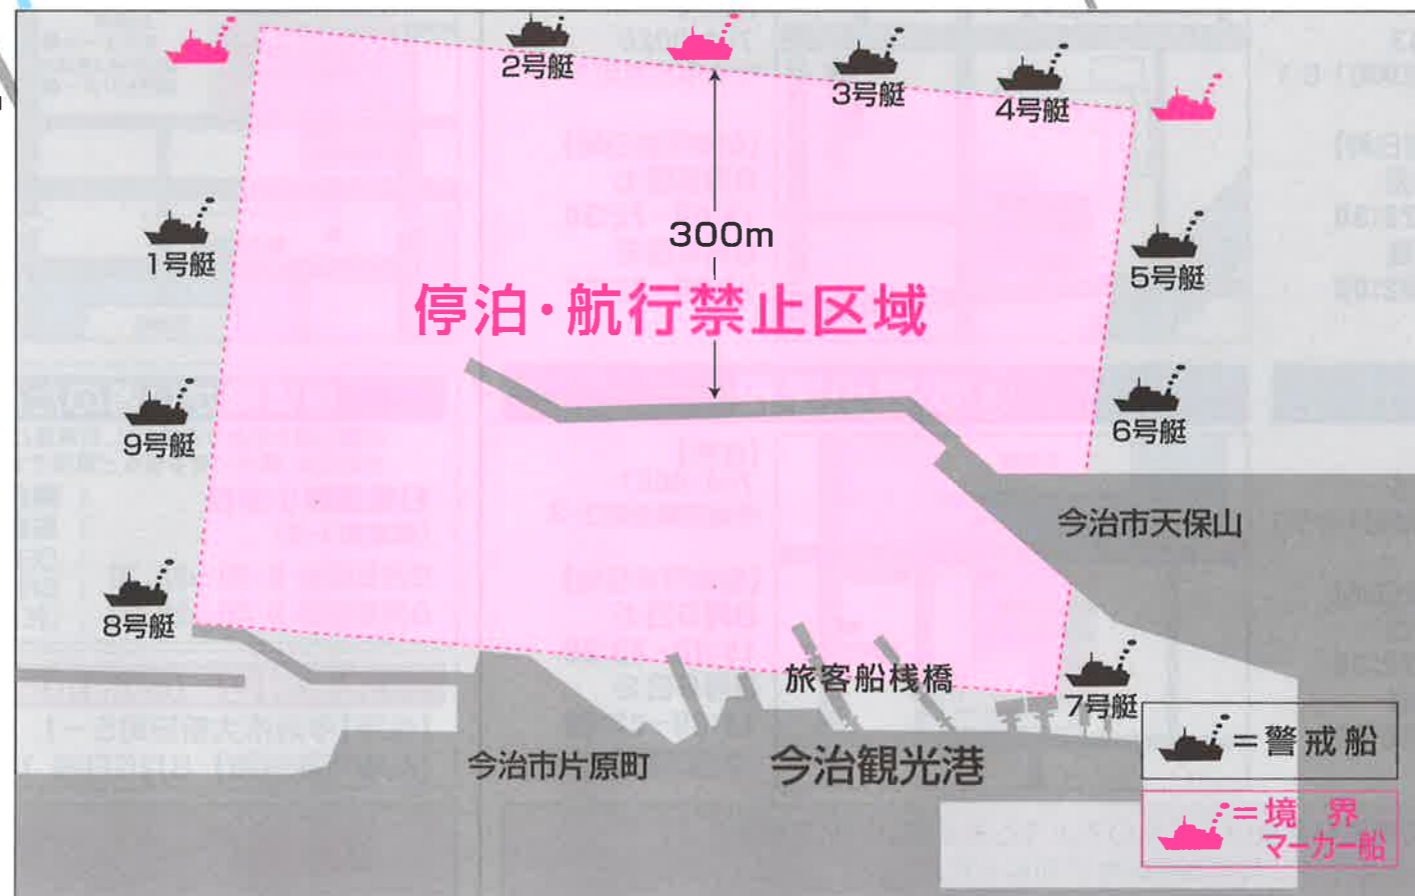 2号艇
3号艇
4号艇
1号艇
300m
5号艇
停泊・航行禁止区域
9号艇
6号艇
今治市天保山
8号艇
旅客船桟橋
7号艇
今治市片原町
今治観光港
=警戒船
=境界
マーカー船